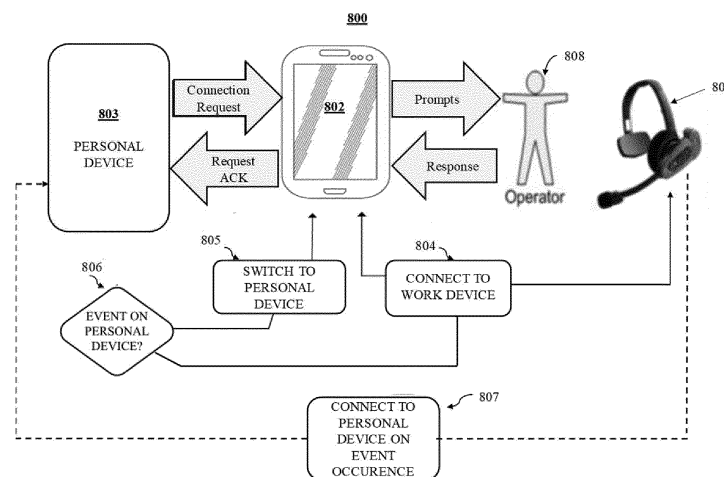 800
803
PERSONAL
DEVICE
Connection
Request
Request
ACK
802
Prompts
Response
808
Operator
80
805
SWITCH TO
PERSONAL
DEVICE
804
CONNECT TO
WORK DEVICE
806
EVENT ON
PERSONAL
DEVICE?
807
CONNECT TO
PERSONAL
DEVICE ON
EVENT
OCCURENCE